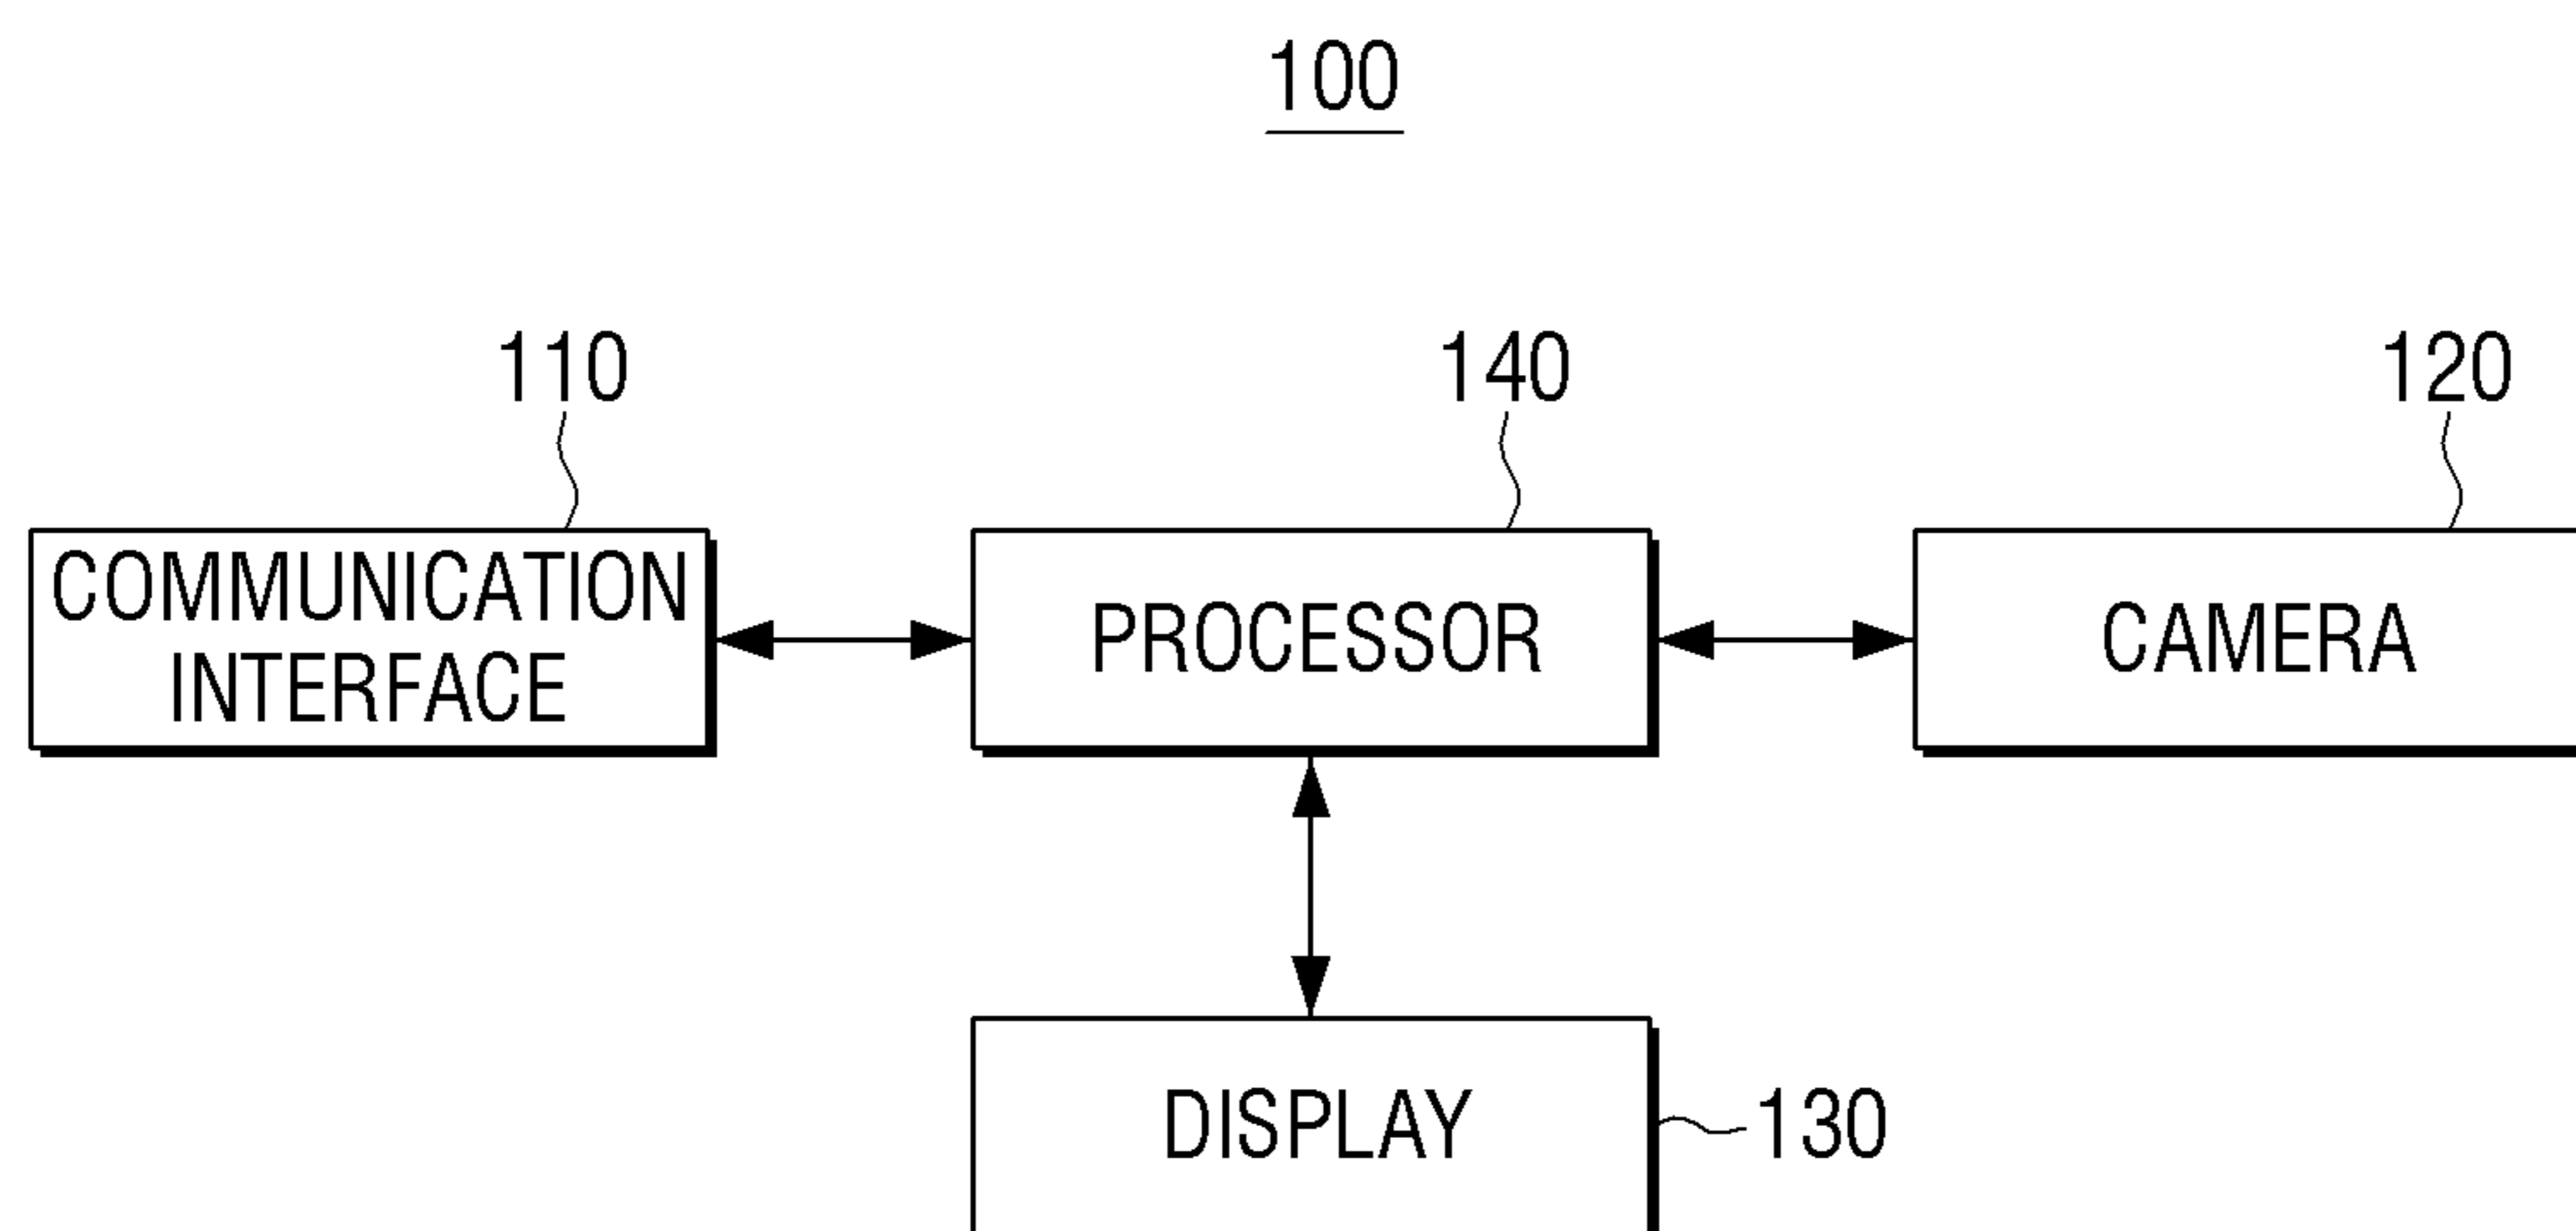 100
110
140
120
COMMUNICATION
INTERFACE
PROCESSOR
CAMERA
DISPLAY
130